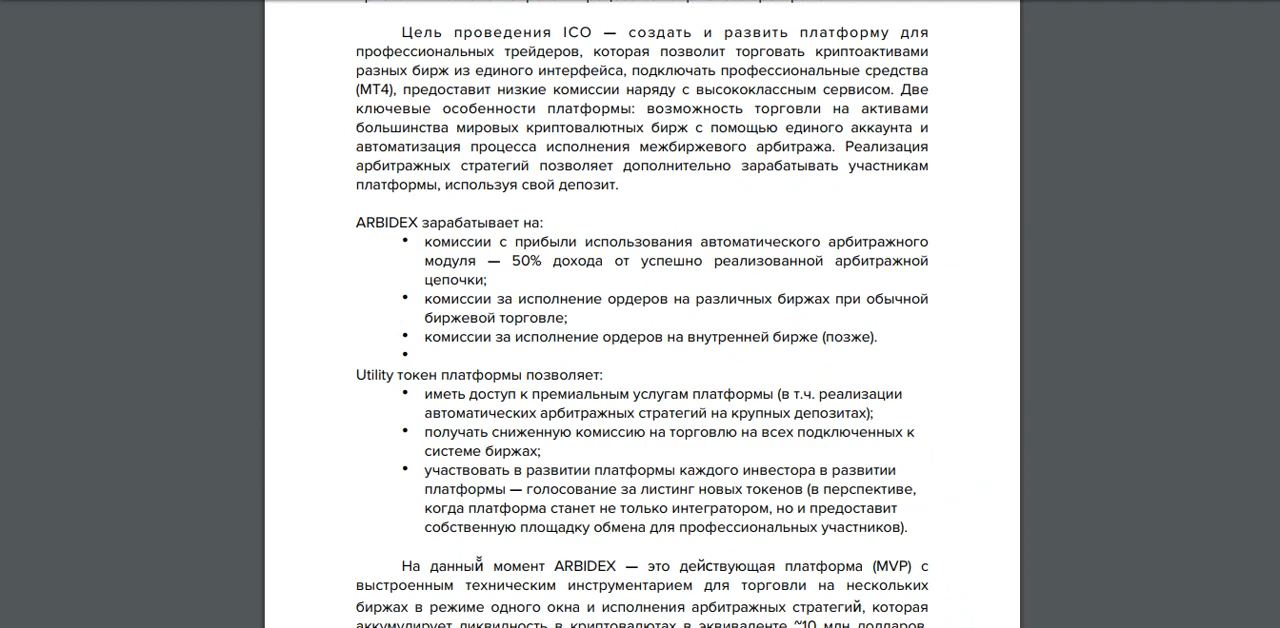 Цель проведения ICO — создать и развить платформу для
профессиональных трейдеров, которая позволит торговать криптоактивами
разных бирж из единого интерфейса, подключать профессиональные средства
(МТ4), предоставит низкие комиссии наряду с высококлассным сервисом. Две
ключевые особенности платформы: возможность торговли на активами
большинства мировых криптовалютных бирж с помощью единого аккаунта и
автоматизация процесса исполнения межбиржевого арбитража. Реализация
арбитражных стратегий позволяет дополнительно зарабатывать участникам
платформы, используя свой депозит.
ARBIDEX зарабатывает на:
• комиссии с прибыли использования автоматического арбитражного
модуля — 50% дохода от успешно реализованной арбитражной
цепочки;
• комиссии за исполнение ордеров на различных биржах при обычной
биржевой торговле;
• комиссии за исполнение ордеров на внутренней бирже (позже).
•
Utility токен платформы позволяет:
• иметь доступ к премиальным услугам платформы (в т.ч. реализации
автоматических арбитражных стратегий на крупных депозитах);
• получать сниженную комиссию на торговлю на всех подключенных к
системе биржах;
• участвовать в развитии платформы каждого инвестора в развитии
платформы — голосование за листинг новых токенов (в перспективе,
когда платформа станет не только интегратором, но и предоставит
собственную площадку обмена для профессиональных участников).
На данный момент ARBIDEX — это действующая платформа (MVP) с
выстроенным техническим инструментарием для торговли на нескольких
биржах в режиме одного окна и исполнения арбитражных стратегий, которая
аккумулирует ликвидность в криптовалютах в эквиваленте ~10 млн долларов.